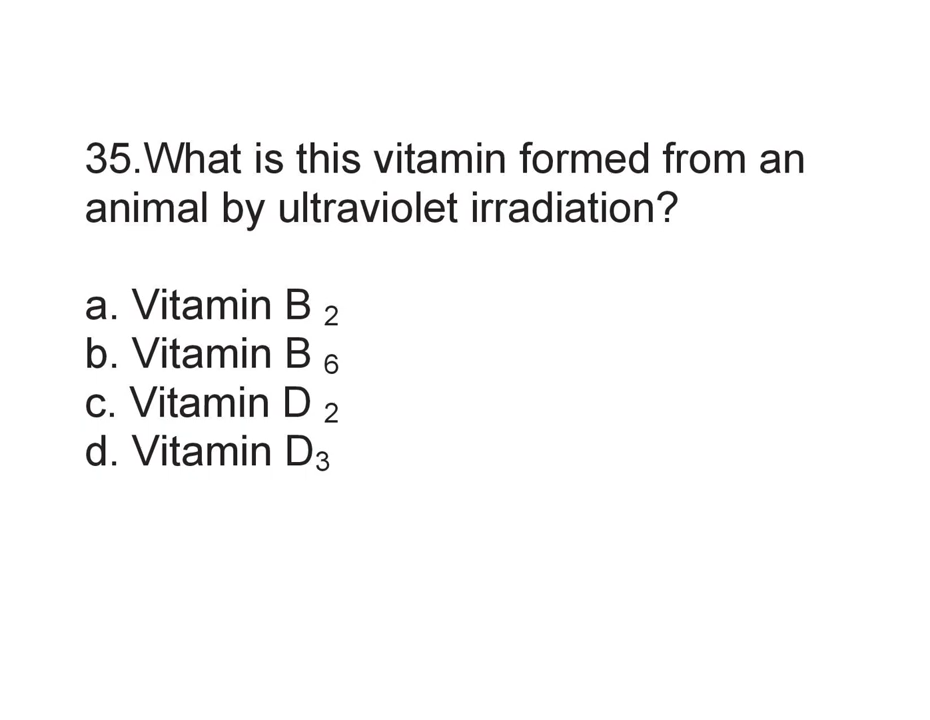 35.What is this vitamin formed from an
animal by ultraviolet irradiation?
a. Vitamin B 2
b. Vitamin B 6
c. Vitamin D 2
d. Vitamin D3